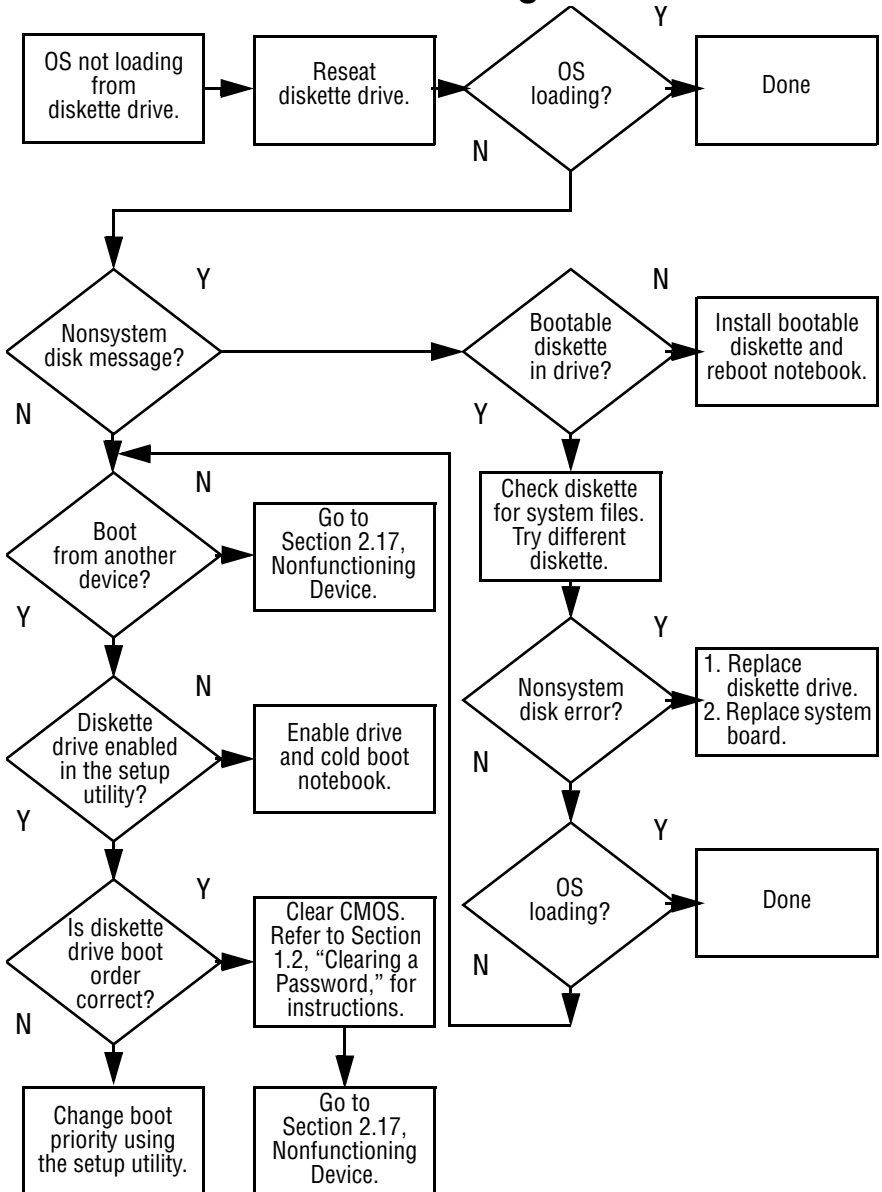 OS not loading
from
diskette drive.
Reseat
diskette drive.
OS
loading?
Y
N
Done
Nonsystem
disk message?
Y
N
Bootable
diskette
in drive?
N
Y
Install bootable
diskette and
reboot notebook.
Boot
from another
device?
N
Y
Go to
Section 2.17,
Nonfunctioning
Device.
Check diskette
for system files.
Try different
diskette.
Diskette
drive enabled
in the setup
utility?
N
Y
Enable drive
and cold boot
notebook.
Nonsystem
disk error?
Y
N
1. Replace
diskette drive.
2. Replace system
board.
Is diskette
drive boot
order
correct?
Y
N
Clear CMOS.
Refer to Section
1.2, “Clearing a
Password,” for
instructions.
OS
loading?
Y
N
Done
Change boot
priority using
the setup utility.
Go to
Section 2.17,
Nonfunctioning
Device.